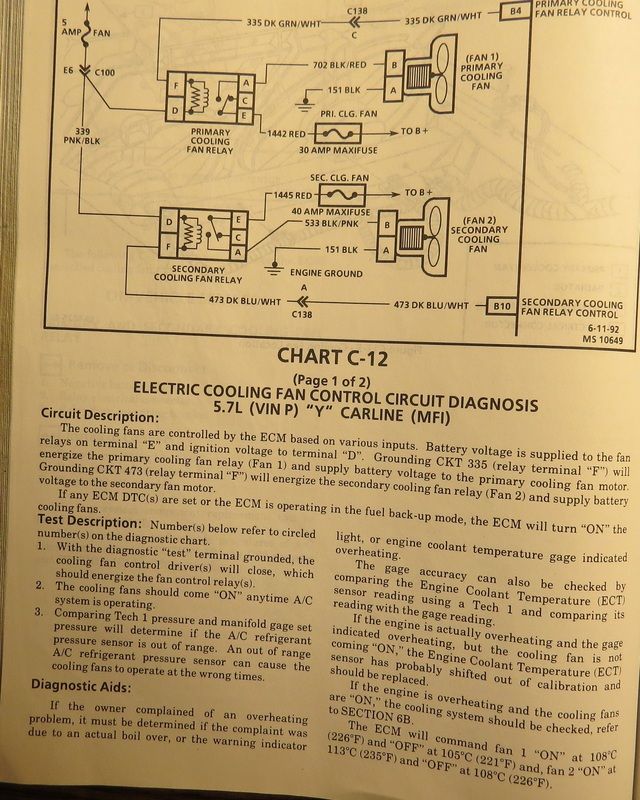 PRIMARY COOLING
FAN RELAY CONTROL
B4
335 DK GRN/WHT
C138
C
335 DK GRN/WHT
5
AMP
FAN
E6
C100
702 BLK/RED
B
A
151 BLK
(FAN 1)
PRIMARY
COOLING
FAN
F
D
A
C
E
PRI. CLG. FAN
1442 RED
TO B +
30 AMP MAXIFUSE
PRIMARY
COOLING
FAN RELAY
339
PNK/BLK
SEC. CLG. FAN
1445 RED
TO B +
40 AMP MAXIFUSE
533 BLK/PNK
D
F
E
C
A
B
A
151 BLK
(FAN 2)
SECONDARY
COOLING
FAN
SECONDARY
COOLING FAN RELAY
ENGINE GROUND
A
473 DK BLU/WHT
C138
473 DK BLU/WHT
B10
SECONDARY COOLING
FAN RELAY CONTROL
6-11-92
MS 10649
CHART C-12
(Page 1 of 2)
ELECTRIC COOLING FAN CONTROL CIRCUIT DIAGNOSIS
5.7L (VIN P) "Y" CARLINE (MFI)
Circuit Description:
The cooling fans are controlled by the ECM based on various inputs. Battery voltage is supplied to the fan
relays on terminal "E" and ignition voltage to terminal "D". Grounding CKT 335 (relay terminal "F") will
energize the primary cooling fan relay (Fan 1) and supply battery voltage to the primary cooling fan motor.
Grounding CKT 473 (relay terminal "F") will energize the secondary cooling fan relay (Fan 2) and supply battery
voltage to the secondary fan motor.
If any ECM DTC(s) are set or the ECM is operating in the fuel back-up mode, the ECM will turn "ON" the
cooling fans.
Test Description: Number(s) below refer to circled
number(s) on the diagnostic chart.
1. With the diagnostic "test" terminal grounded, the
cooling fan control driver(s) will close, which
should energize the fan control relay(s).
2. The cooling fans should come "ON" anytime A/C
system is operating.
3. Comparing Tech 1 pressure and manifold gage set
pressure will determine if the A/C refrigerant
pressure sensor is out of range. An out of range
A/C refrigerant pressure sensor can cause the
cooling fans to operate at the wrong times.
Diagnostic Aids:
If the owner complained of an overheating
problem, it must be determined if the complaint was
due to an actual boil over, or the warning indicator
light, or engine coolant temperature gage indicated
overheating.
The gage accuracy can also be checked by
comparing the Engine Coolant Temperature (ECT)
sensor reading using a Tech 1 and comparing its
reading with the gage reading.
If the engine is actually overheating and the gage
indicated overheating, but the cooling fan is not
coming "ON," the Engine Coolant Temperature (ECT)
sensor has probably shifted out of calibration and
should be replaced.
If the engine is overheating and the cooling fans
are "ON," the cooling system should be checked, refer
to SECTION 6B.
The ECM will command fan 1 "ON" at 108°C
(226°F) and "OFF" at 105°C (221°F) and, fan 2 "ON" at
113°C (235°F) and "OFF" at 108°C (226°F).